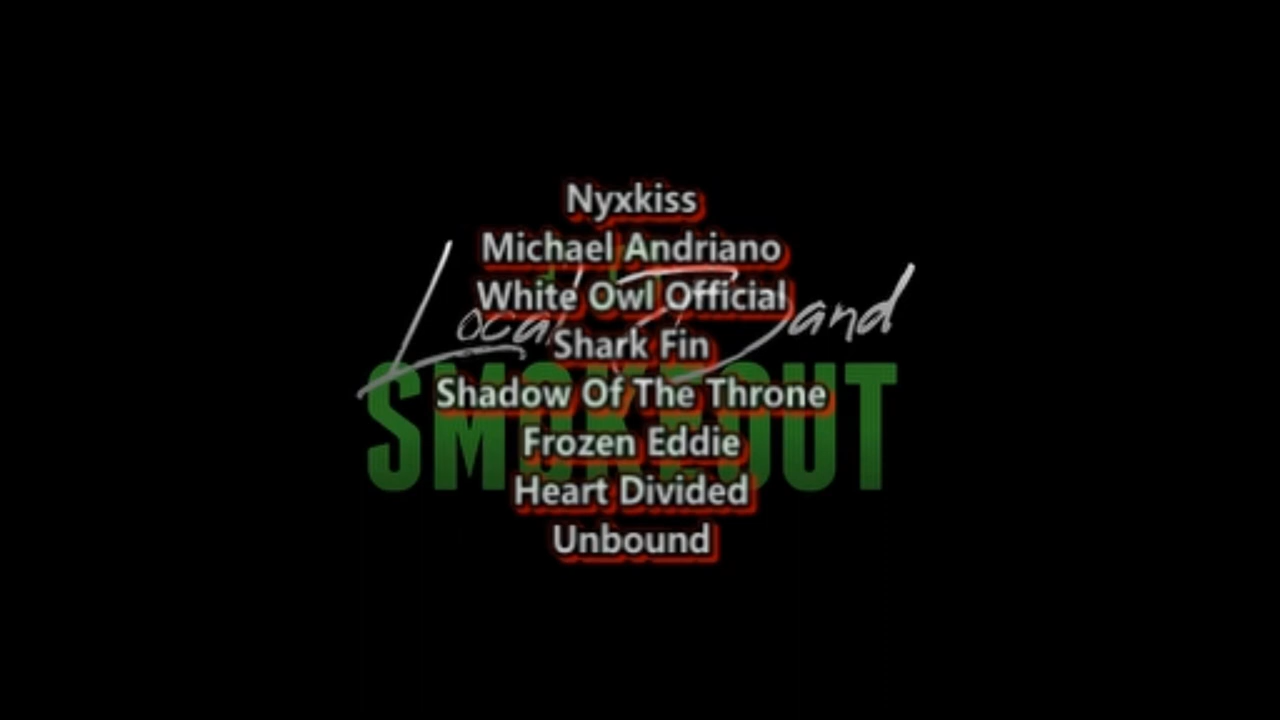 Nyxkiss
Michael Andriano
White Owl Official
Shark Fin
Shadow Of The Throne
Frozen Eddie
Heart Divided
Unbound
Local Band
SMOKEOUT